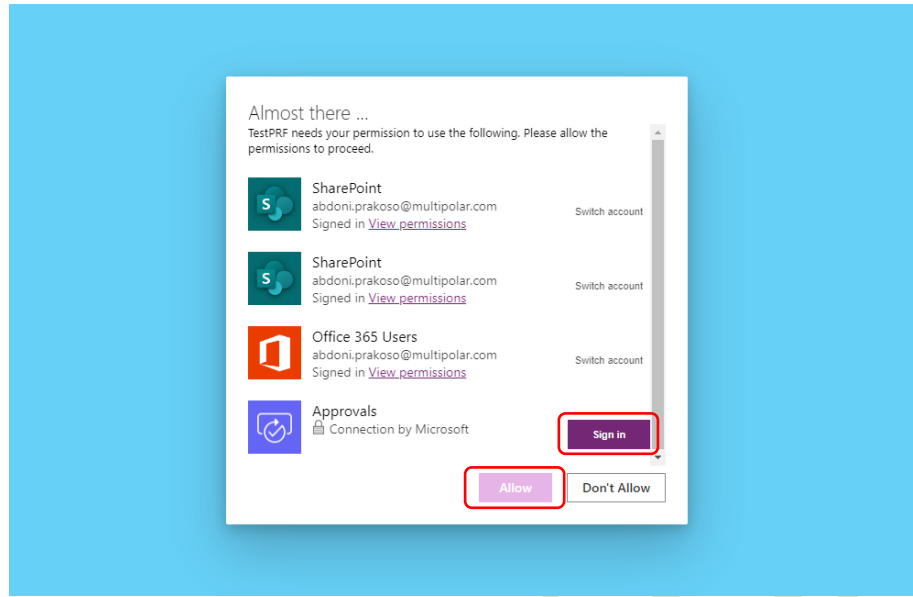 Almost there ...
TestPRF needs your permission to use the following. Please allow the
permissions to proceed.
SharePoint
abdoni.prakoso@multipolar.com
Signed in View permissions
Switch account
SharePoint
abdoni.prakoso@multipolar.com
Signed in View permissions
Switch account
Office 365 Users
abdoni.prakoso@multipolar.com
Signed in View permissions
Switch account
Approvals
Connection by Microsoft
Sign in
Allow
Don't Allow